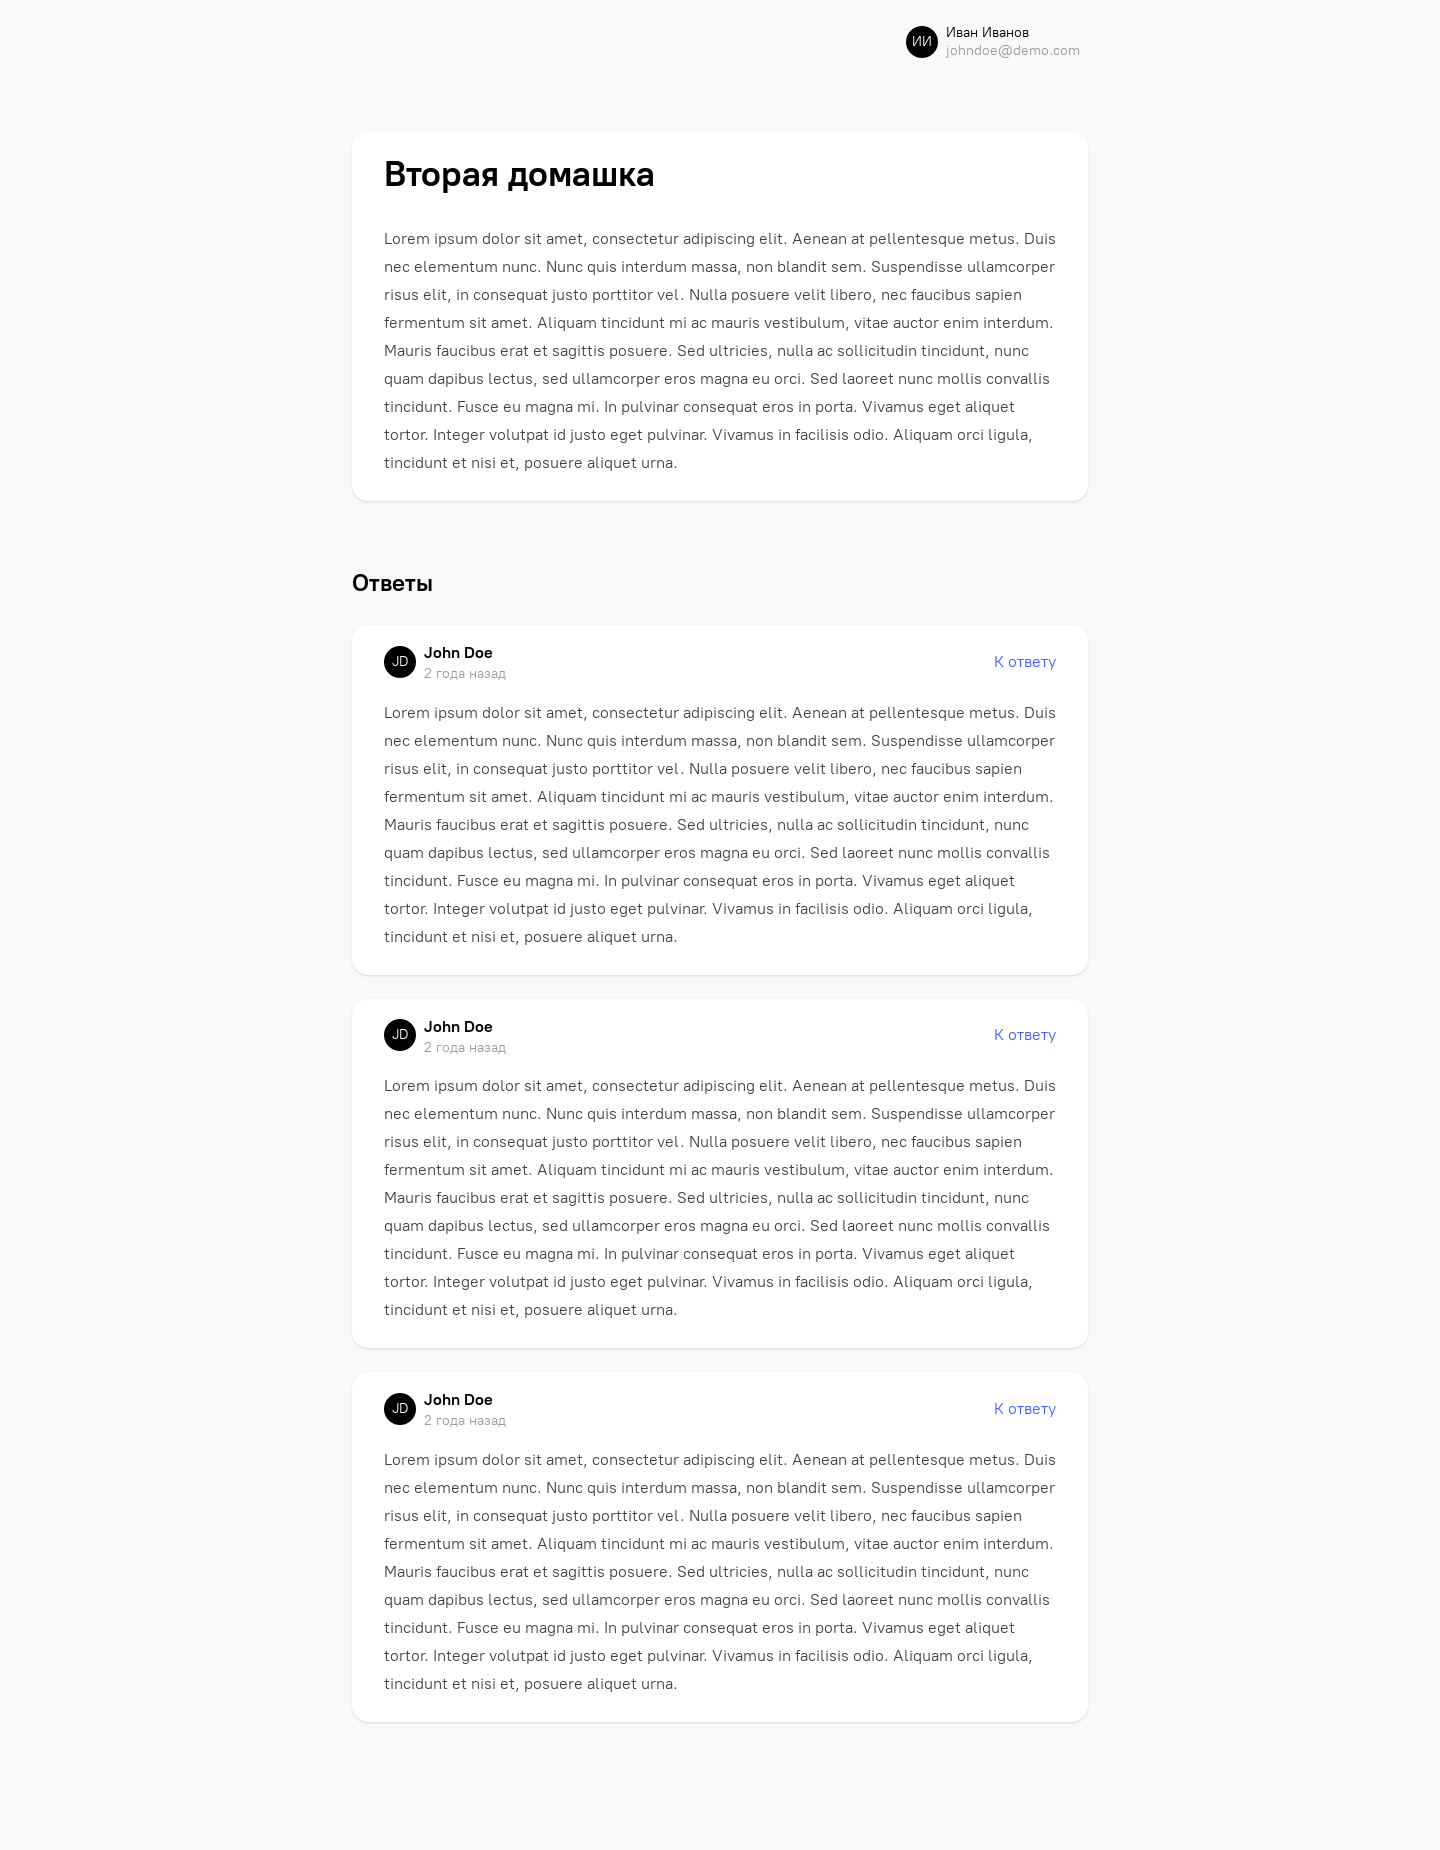 ИИ
Иван Иванов
johndoe@demo.com
Вторая домашка
Lorem ipsum dolor sit amet, consectetur adipiscing elit. Aenean at pellentesque metus. Duis
nec elementum nunc. Nunc quis interdum massa, non blandit sem. Suspendisse ullamcorper
risus elit, in consequat justo porttitor vel. Nulla posuere velit libero, nec faucibus sapien
fermentum sit amet. Aliquam tincidunt mi ac mauris vestibulum, vitae auctor enim interdum.
Mauris faucibus erat et sagittis posuere. Sed ultricies, nulla ac sollicitudin tincidunt, nunc
quam dapibus lectus, sed ullamcorper eros magna eu orci. Sed laoreet nunc mollis convallis
tincidunt. Fusce eu magna mi. In pulvinar consequat eros in porta. Vivamus eget aliquet
tortor. Integer volutpat id justo eget pulvinar. Vivamus in facilisis odio. Aliquam orci ligula,
tincidunt et nisi et, posuere aliquet urna.
Ответы
JD
John Doe
2 года назад
К ответу
Lorem ipsum dolor sit amet, consectetur adipiscing elit. Aenean at pellentesque metus. Duis
nec elementum nunc. Nunc quis interdum massa, non blandit sem. Suspendisse ullamcorper
risus elit, in consequat justo porttitor vel. Nulla posuere velit libero, nec faucibus sapien
fermentum sit amet. Aliquam tincidunt mi ac mauris vestibulum, vitae auctor enim interdum.
Mauris faucibus erat et sagittis posuere. Sed ultricies, nulla ac sollicitudin tincidunt, nunc
quam dapibus lectus, sed ullamcorper eros magna eu orci. Sed laoreet nunc mollis convallis
tincidunt. Fusce eu magna mi. In pulvinar consequat eros in porta. Vivamus eget aliquet
tortor. Integer volutpat id justo eget pulvinar. Vivamus in facilisis odio. Aliquam orci ligula,
tincidunt et nisi et, posuere aliquet urna.
JD
John Doe
2 года назад
К ответу
Lorem ipsum dolor sit amet, consectetur adipiscing elit. Aenean at pellentesque metus. Duis
nec elementum nunc. Nunc quis interdum massa, non blandit sem. Suspendisse ullamcorper
risus elit, in consequat justo porttitor vel. Nulla posuere velit libero, nec faucibus sapien
fermentum sit amet. Aliquam tincidunt mi ac mauris vestibulum, vitae auctor enim interdum.
Mauris faucibus erat et sagittis posuere. Sed ultricies, nulla ac sollicitudin tincidunt, nunc
quam dapibus lectus, sed ullamcorper eros magna eu orci. Sed laoreet nunc mollis convallis
tincidunt. Fusce eu magna mi. In pulvinar consequat eros in porta. Vivamus eget aliquet
tortor. Integer volutpat id justo eget pulvinar. Vivamus in facilisis odio. Aliquam orci ligula,
tincidunt et nisi et, posuere aliquet urna.
JD
John Doe
2 года назад
К ответу
Lorem ipsum dolor sit amet, consectetur adipiscing elit. Aenean at pellentesque metus. Duis
nec elementum nunc. Nunc quis interdum massa, non blandit sem. Suspendisse ullamcorper
risus elit, in consequat justo porttitor vel. Nulla posuere velit libero, nec faucibus sapien
fermentum sit amet. Aliquam tincidunt mi ac mauris vestibulum, vitae auctor enim interdum.
Mauris faucibus erat et sagittis posuere. Sed ultricies, nulla ac sollicitudin tincidunt, nunc
quam dapibus lectus, sed ullamcorper eros magna eu orci. Sed laoreet nunc mollis convallis
tincidunt. Fusce eu magna mi. In pulvinar consequat eros in porta. Vivamus eget aliquet
tortor. Integer volutpat id justo eget pulvinar. Vivamus in facilisis odio. Aliquam orci ligula,
tincidunt et nisi et, posuere aliquet urna.